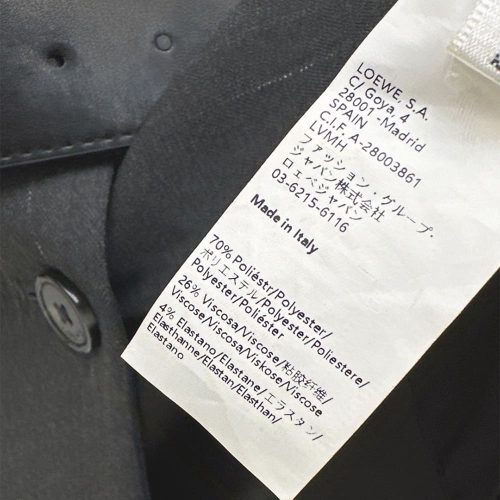 LOEWE, S.A.
C/ Goya, 4
28001 -Madrid
SPAIN
C.I.F. A-28003861
LVMH
ファッション・グループ.
ジャパン株式会社
ロエベジャパン
03-6215-6116
Made in Italy
70% Poliéstr/Polyester/
ポリエステル/Polyester/Poliestere/
Polyester/Poliéster
26% Viscosa/Viscose/粘胶纤维/
Viscose/Viscosa/Viskose/Viscose
4% Elastano/Elastane/エラスタン/
Elasthanne/Elastan/Elasthan/
Elastano